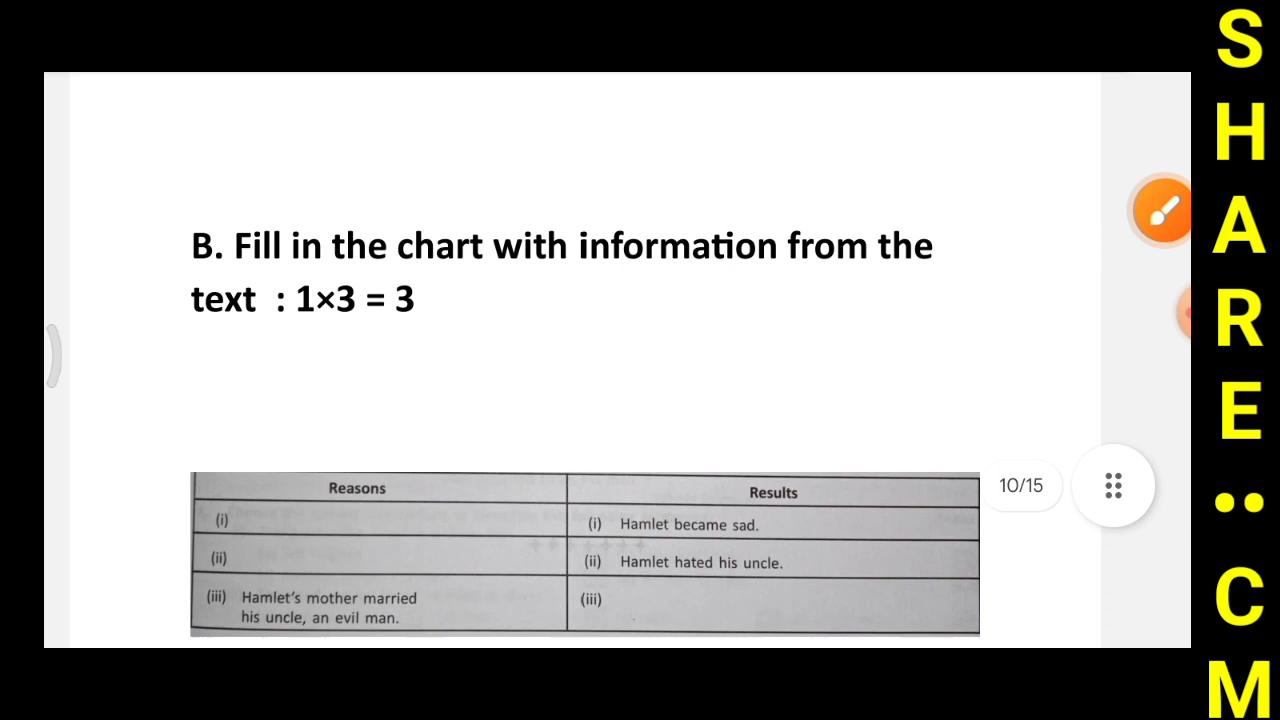 B. Fill in the chart with information from the
text : 1×3 = 3
10/15
Reasons
Results
(i)
(i) Hamlet became sad.
(ii)
(ii) Hamlet hated his uncle.
(iii) Hamlet's mother married
his uncle, an evil man.
(iii)
S
H
A
R
E
:
C
M